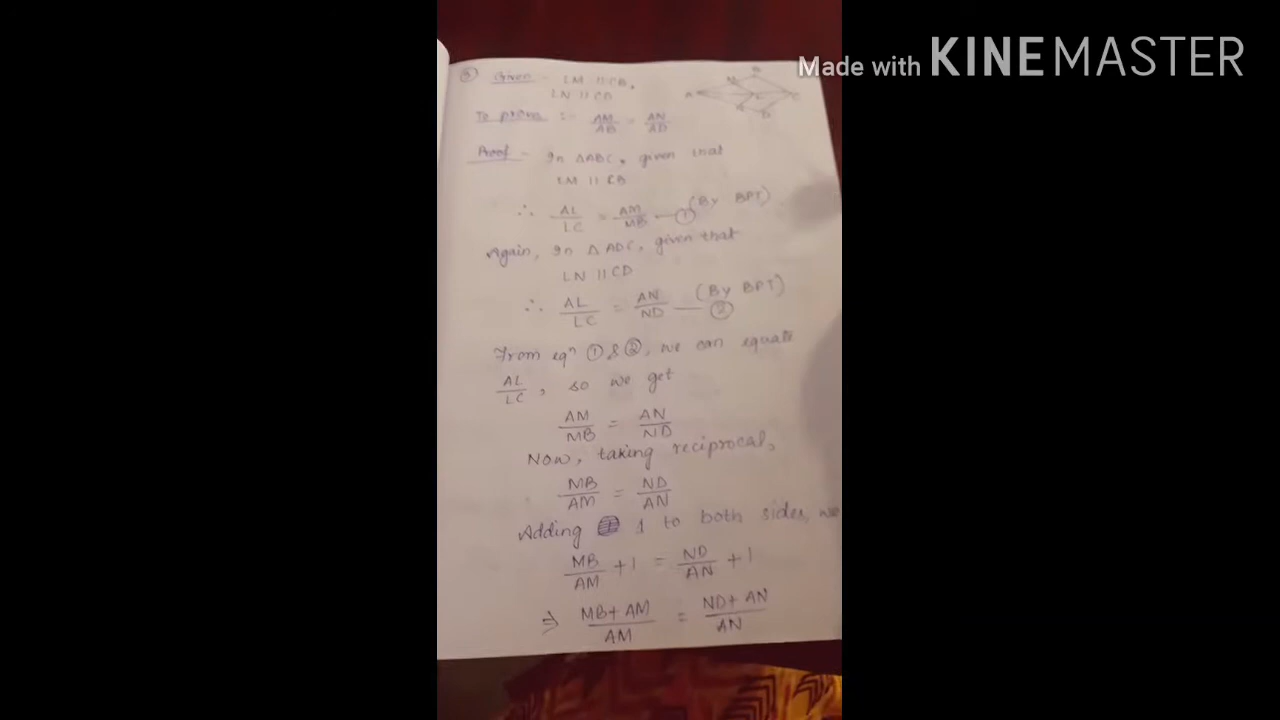 Made with KINEMASTER
③ Given - LM || CB,
LN || CD
To prove :- AM/AB = AN/AD
Proof - In △ABC, given that
LM || CB
∴ AL/LC = AM/MB — ① (By BPT)
Again, In △ADC, given that
LN || CD
∴ AL/LC = AN/ND — ② (By BPT)
From eqⁿ ① & ②, we can equate
AL/LC, so we get
AM/MB = AN/ND
Now, taking reciprocal,
MB/AM = ND/AN
Adding 1 to both sides, we
MB/AM + 1 = ND/AN + 1
⇒ MB+AM/AM = ND+AN/AN